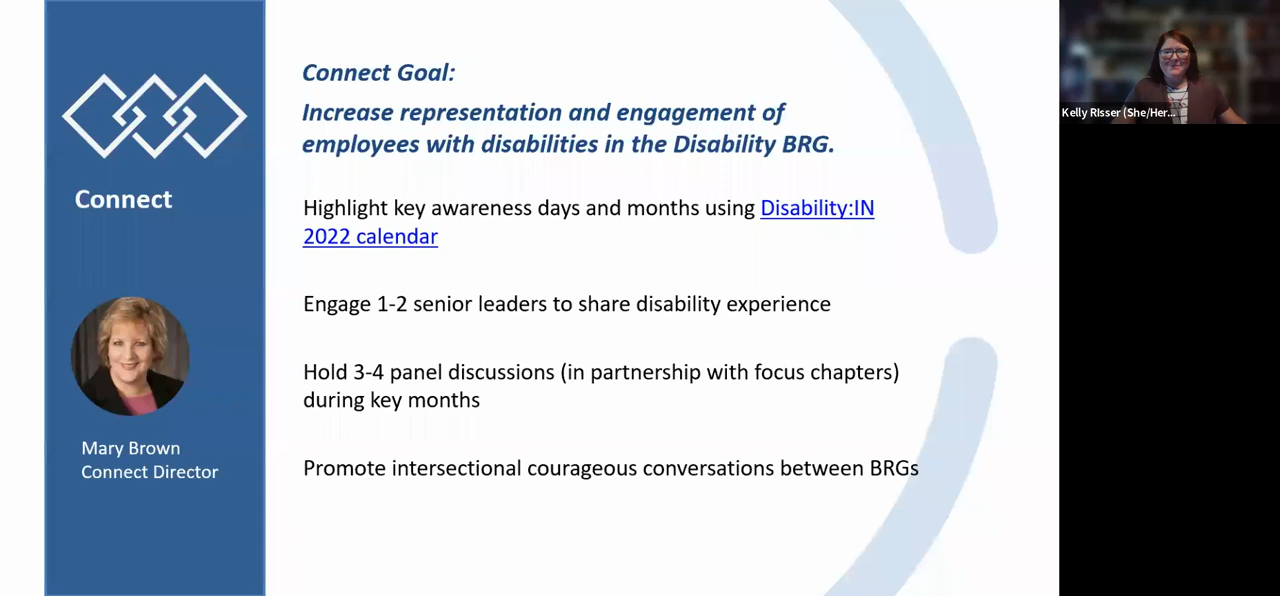 Connect
Mary Brown
Connect Director
Connect Goal:
Increase representation and engagement of
employees with disabilities in the Disability BRG.
Highlight key awareness days and months using Disability:IN
2022 calendar
Engage 1-2 senior leaders to share disability experience
Hold 3-4 panel discussions (in partnership with focus chapters)
during key months
Promote intersectional courageous conversations between BRGs
Kelly RIsser (She/Her...